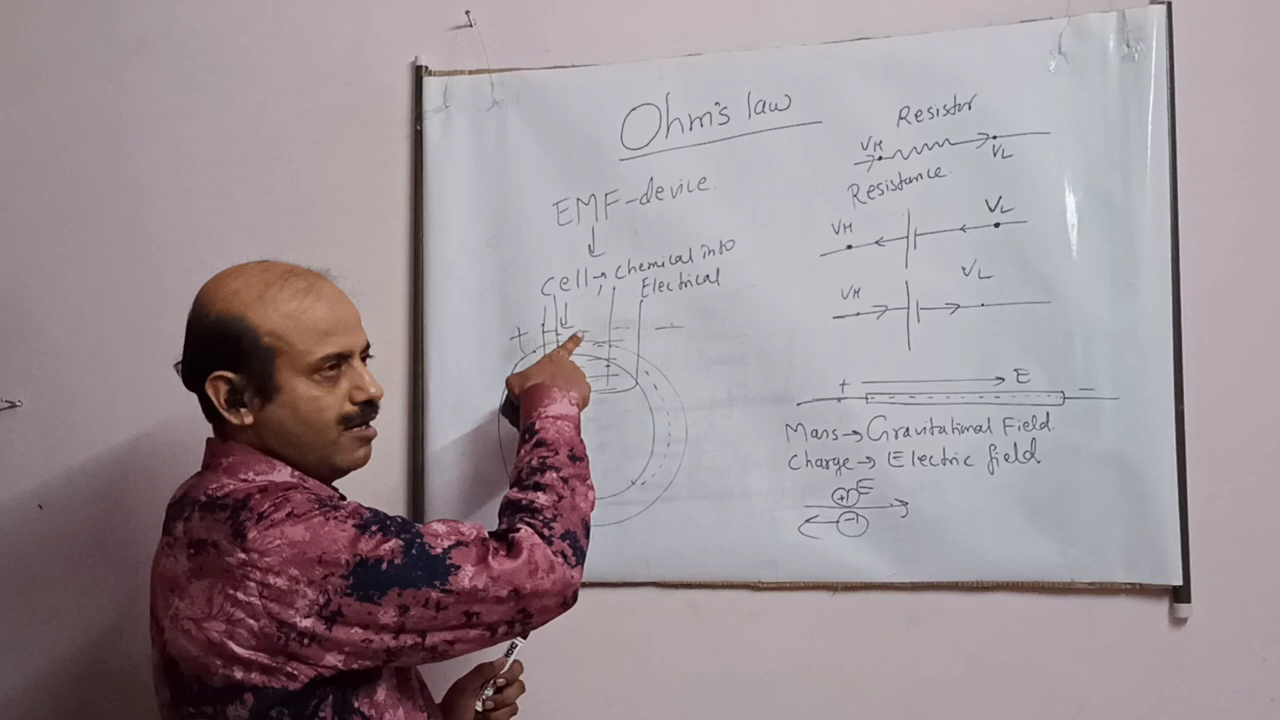 Ohm's law
EMF-device
Cell → Chemical into
Electrical
+ -
Resistor
VH VL
Resistance
VH VL
VH VL
+ E -
Mass → Gravitational Field
Charge → Electric field
+ E
-